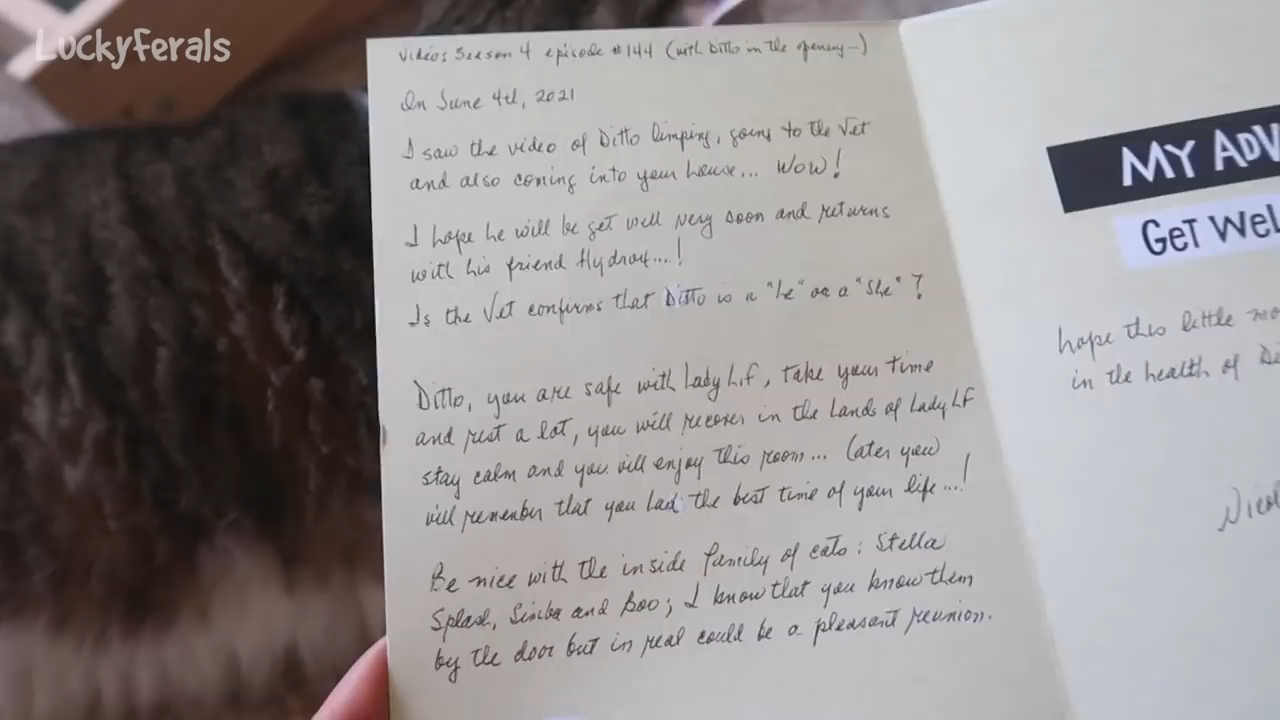 LuckyFerals
Videos Season 4 episode #144 (with Ditto in the opening-)
On June 4th, 2021
I saw the video of Ditto limping, going to the Vet
and also coming into your house... Wow!
I hope he will be get well very soon and returns
with his friend Hydrox....!
Is the Vet confirms that Ditto is a "he" or a "she"?
Ditto, you are safe with Lady L.F, take your time
and rest a lot, you will recover in the Lands of Lady LF
stay calm and you will enjoy this room... Later you
will remember that you had the best time of your life...!
Be nice with the inside family of cats: Stella
Splash, Simba and Boo; I know that you know them
by the door but in real could be a pleasant reunion.
MY ADV
GET WEL
hope this little
in the health of